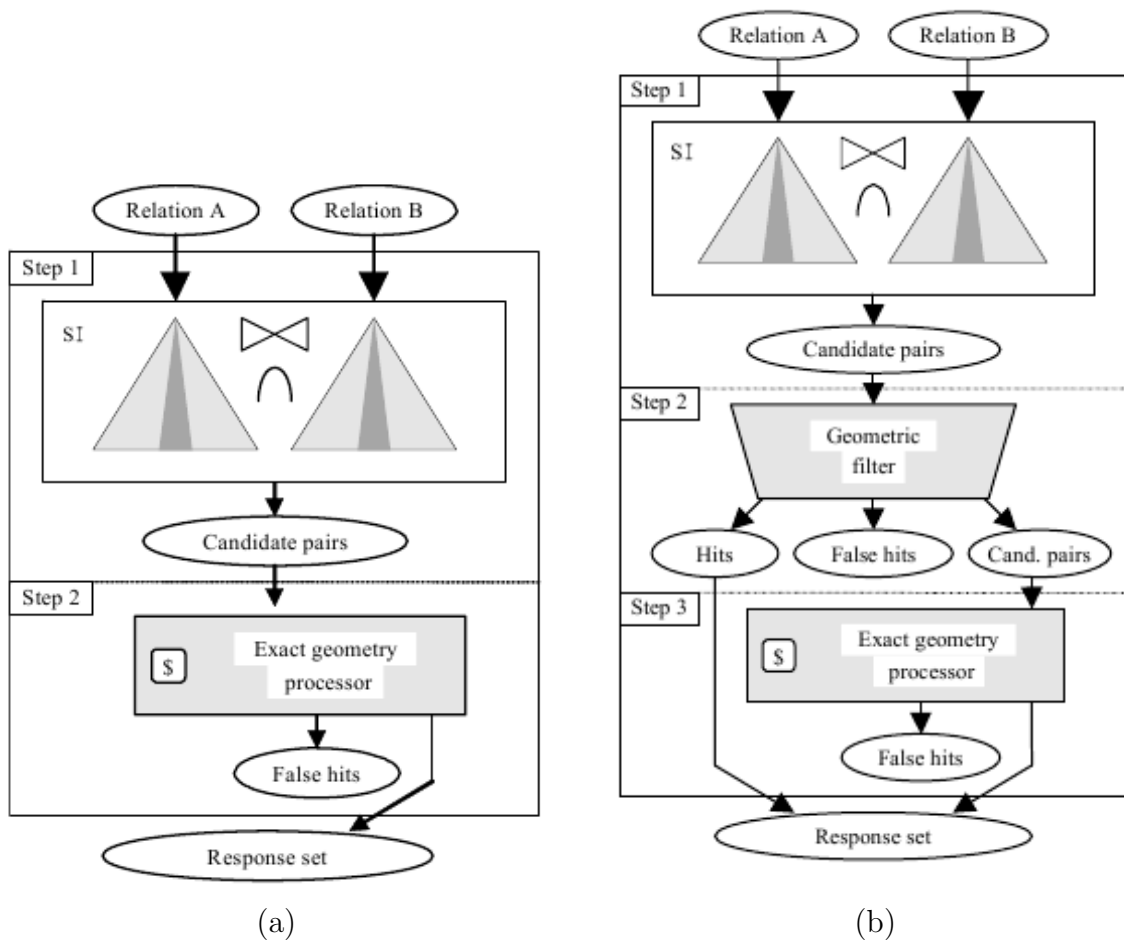 Relation A
Relation B
Step 1
SI
Candidate pairs
Step 2
$
Exact geometry
processor
False hits
Response set
(a)
Relation A
Relation B
Step 1
SI
Candidate pairs
Step 2
Geometric
filter
Hits
False hits
Cand. pairs
Step 3
$
Exact geometry
processor
False hits
Response set
(b)